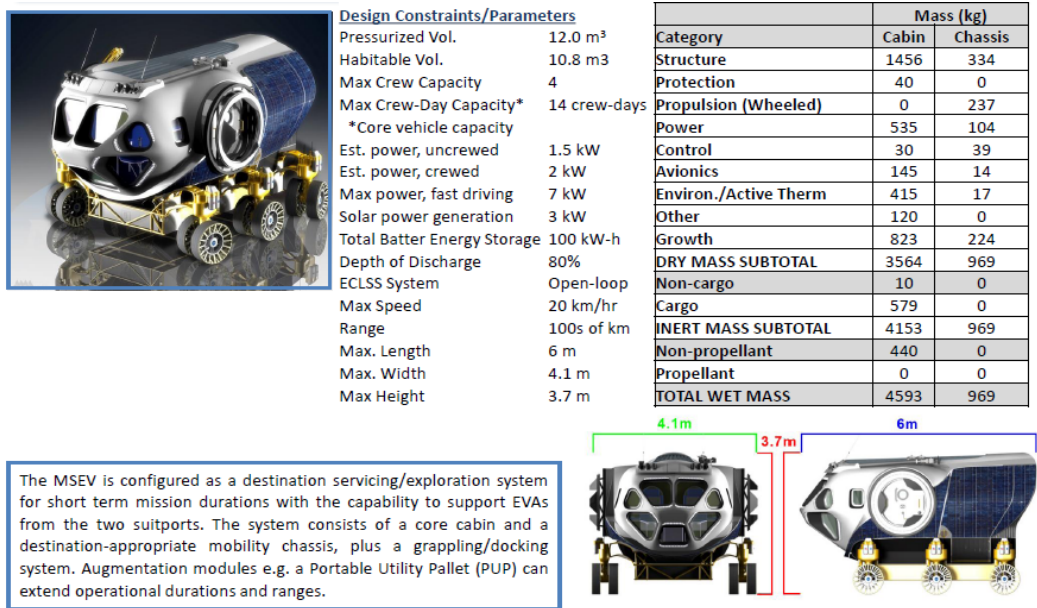 Design Constraints/Parameters
Pressurized Vol. 12.0 m³
Habitable Vol. 10.8 m3
Max Crew Capacity 4
Max Crew-Day Capacity* 14 crew-days
*Core vehicle capacity
Est. power, uncrewed 1.5 kW
Est. power, crewed 2 kW
Max power, fast driving 7 kW
Solar power generation 3 kW
Total Batter Energy Storage 100 kW-h
Depth of Discharge 80%
ECLSS System Open-loop
Max Speed 20 km/hr
Range 100s of km
Max. Length 6 m
Max. Width 4.1 m
Max Height 3.7 m
Mass (kg)
Category Cabin Chassis
Structure 1456 334
Protection 40 0
Propulsion (Wheeled) 0 237
Power 535 104
Control 30 39
Avionics 145 14
Environ./Active Therm 415 17
Other 120 0
Growth 823 224
DRY MASS SUBTOTAL 3564 969
Non-cargo 10 0
Cargo 579 0
INERT MASS SUBTOTAL 4153 969
Non-propellant 440 0
Propellant 0 0
TOTAL WET MASS 4593 969
4.1m
3.7m
6m
The MSEV is configured as a destination servicing/exploration system
for short term mission durations with the capability to support EVAs
from the two suitports. The system consists of a core cabin and a
destination-appropriate mobility chassis, plus a grappling/docking
system. Augmentation modules e.g. a Portable Utility Pallet (PUP) can
extend operational durations and ranges.